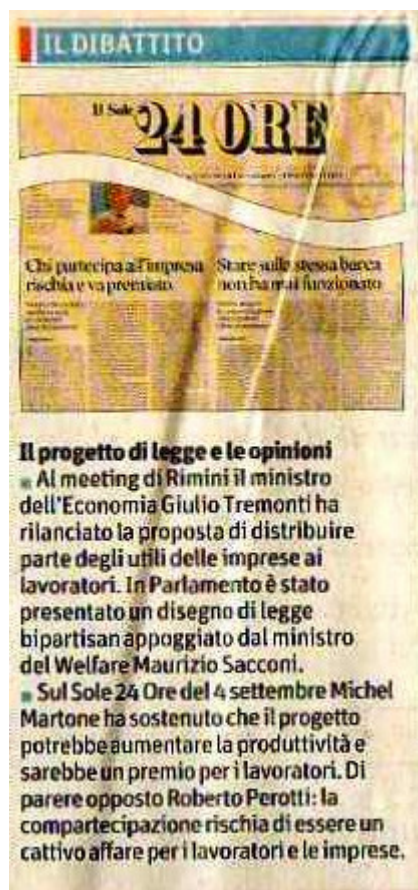 IL DIBATTITO
Il Sole
24 ORE
Chi partecipa all'impresa
rischia e va premiato
Stare sulla stessa barca
non ha mai funzionato
Il progetto di legge e le opinioni
Al meeting di Rimini il ministro
dell'Economia Giulio Tremonti ha
rilanciato la proposta di distribuire
parte degli utili delle imprese ai
lavoratori. In Parlamento è stato
presentato un disegno di legge
bipartisan appoggiato dal ministro
del Welfare Maurizio Sacconi.
Sul Sole 24 Ore del 4 settembre Michel
Martone ha sostenuto che il progetto
potrebbe aumentare la produttività e
sarebbe un premio per i lavoratori. Di
parere opposto Roberto Perotti: la
compartecipazione rischia di essere un
cattivo affare per i lavoratori e le imprese.